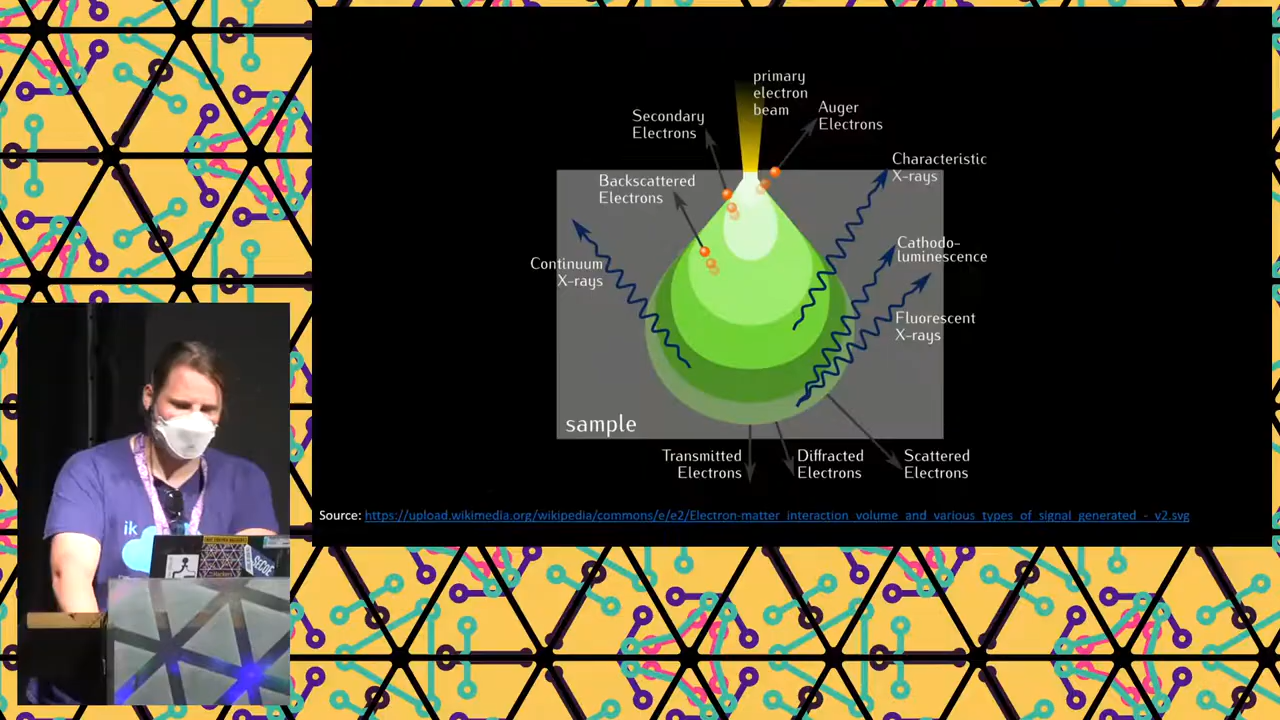 primary
electron
beam
Secondary
Electrons
Auger
Electrons
Characteristic
X-rays
Backscattered
Electrons
Cathodo-
luminescence
Continuum
X-rays
Fluorescent
X-rays
sample
Transmitted
Electrons
Diffracted
Electrons
Scattered
Electrons
Source: https://upload.wikimedia.org/wikipedia/commons/e/e2/Electron-matter_interaction_volume_and_various_types_of_signal_generated_-_v2.svg
ik